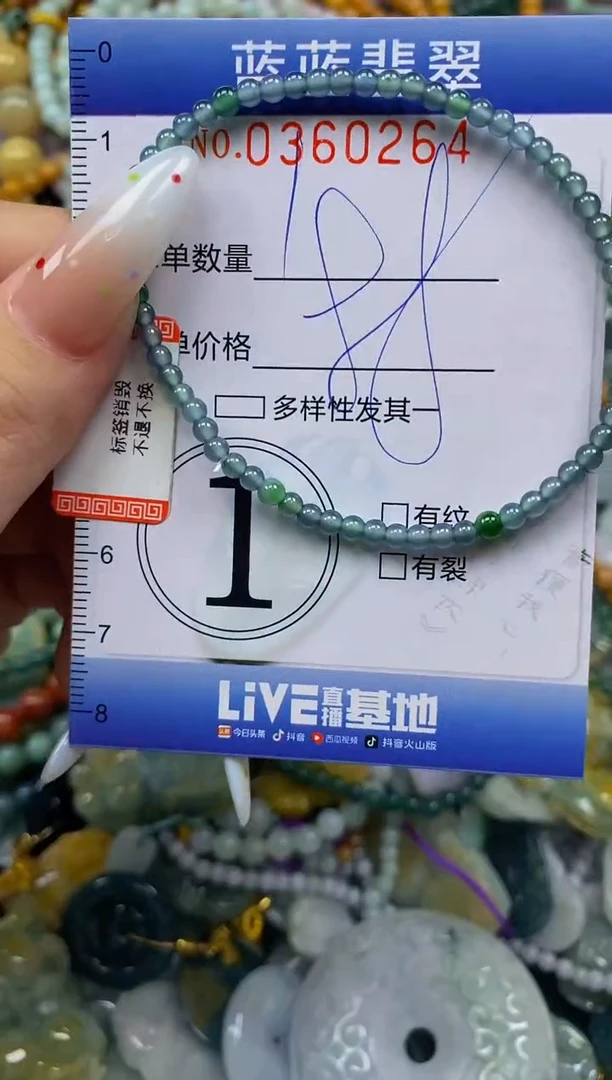 0
蓝蓝翡翠
1
NO.0360264
单数量
单价格
多样性发其一
标签销毁
不退不换
1
有纹
有裂
6
7
8
LiVE直播基地
今日头条 抖音 西瓜视频 抖音火山版